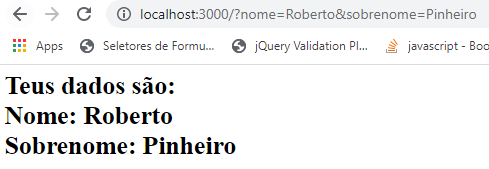 localhost:3000/?nome=Roberto&sobrenome=Pinheiro
Apps Seletores de Formu... jQuery Validation Pl... javascript - Boo
Teus dados são:
Nome: Roberto
Sobrenome: Pinheiro